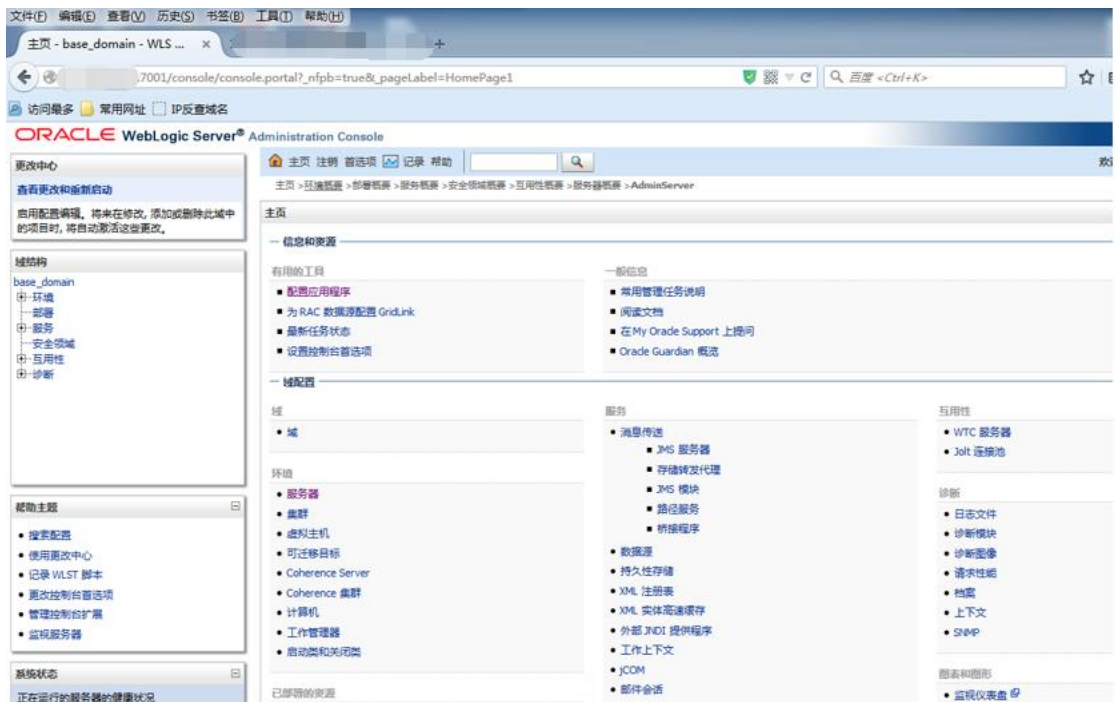 文件(F) 编辑(E) 查看(V) 历史(S) 书签(B) 工具(T) 帮助(H)
主页 - base_domain - WLS ... × +
:7001/console/console.portal?_nfpb=true&_pageLabel=HomePage1
百度 <Ctrl+K>
访问最多 常用网址 IP反查域名
ORACLE WebLogic Server® Administration Console
更改中心
查看更改和重新启动
启用配置编辑。将来在修改, 添加或删除此域中
的项目时, 将自动激活这些更改。
域结构
base_domain
环境
部署
服务
安全领域
互用性
诊断
帮助主题
搜索配置
使用更改中心
记录 WLST 脚本
更改控制台首选项
管理控制台扩展
监视服务器
系统状态
正在运行的服务器的健康状况
主页 注销 首选项 记录 帮助
主页 >环境概要 >部署概要 >服务概要 >安全领域概要 >互用性概要 >服务器概要 >AdminServer
主页
信息和资源
有用的工具
配置应用程序
为 RAC 数据源配置 GridLink
最新任务状态
设置控制台首选项
一般信息
常用管理任务说明
阅读文档
在 My Oracle Support 上提问
Oracle Guardian 概览
域配置
域
域
环境
服务器
集群
虚拟主机
可迁移目标
Coherence Server
Coherence 集群
计算机
工作管理器
启动类和关闭类
已部署的资源
服务
消息传送
JMS 服务器
存储转发代理
JMS 模块
路径服务
桥接程序
数据源
持久性存储
XML 注册表
XML 实体高速缓存
外部 JNDI 提供程序
工作上下文
jCOM
邮件会话
互用性
WTC 服务器
Jolt 连接池
诊断
日志文件
诊断模块
诊断图像
请求性能
档案
上下文
SNMP
图表和图形
监视仪表盘